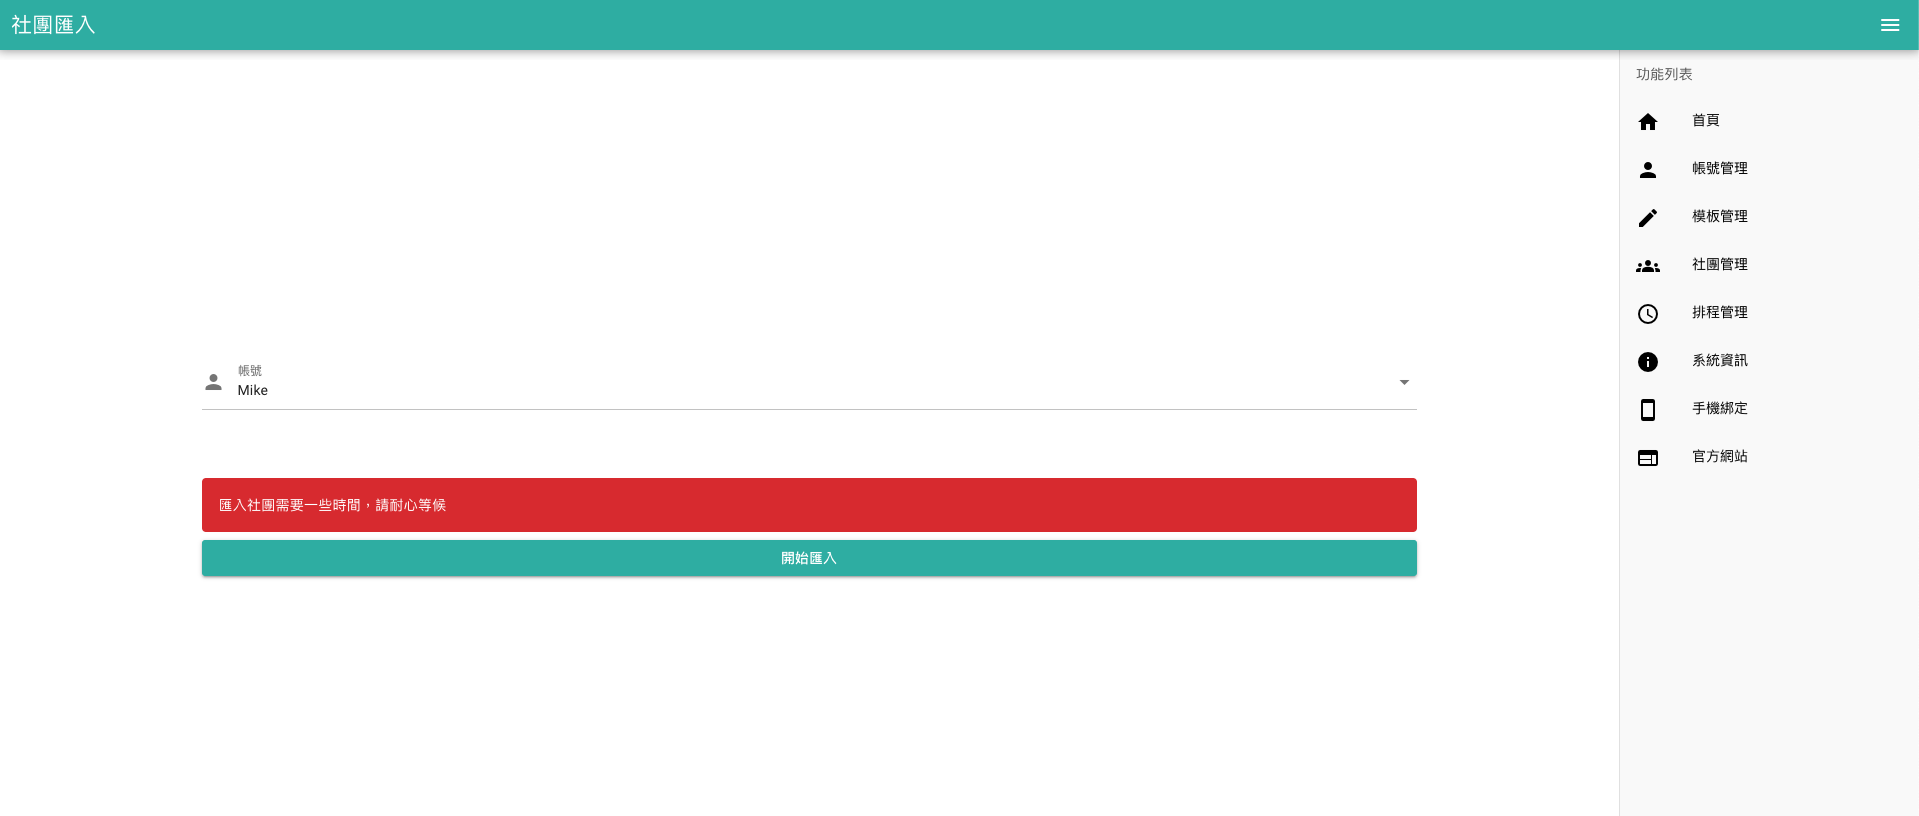 社團匯入
功能列表
首頁
帳號管理
模板管理
社團管理
排程管理
系統資訊
手機綁定
官方網站
帳號
Mike
匯入社團需要一些時間，請耐心等候
開始匯入